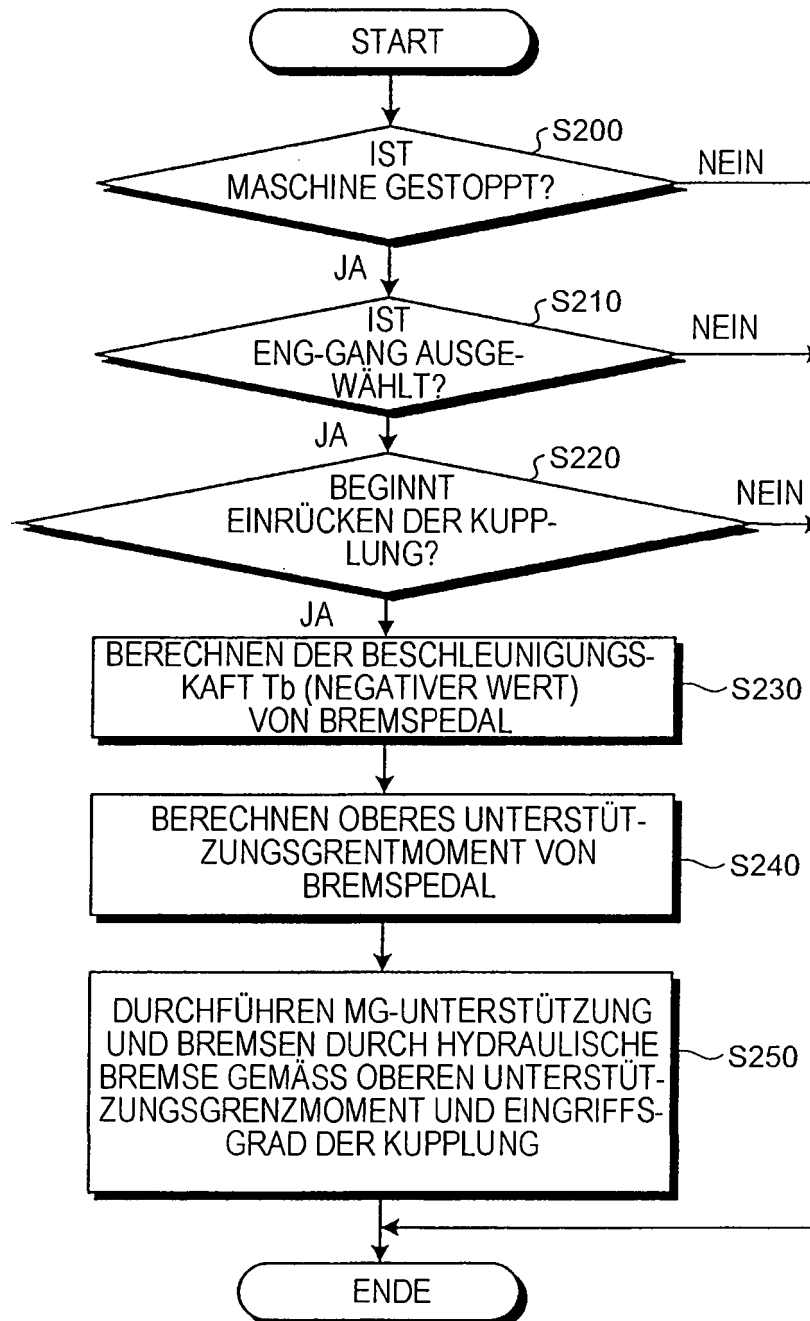 START
S200
IST
MASCHINE GESTOPPT?
NEIN
JA
S210
IST
ENG-GANG AUSGE-
WÄHLT?
NEIN
JA
S220
BEGINNT
EINRÜCKEN DER KUPP-
LUNG?
NEIN
JA
BERECHNEN DER BESCHLEUNIGUNGS-
KAFT Tb (NEGATIVER WERT)
VON BREMSPEDAL
S230
BERECHNEN OBERES UNTERSTÜT-
ZUNGSGRENTMOMENT VON
BREMSPEDAL
S240
DURCHFÜHREN MG-UNTERSTÜTZUNG
UND BREMSEN DURCH HYDRAULISCHE
BREMSE GEMÄSS OBEREN UNTERSTÜT-
ZUNGSGRENZMOMENT UND EINGRIFFS-
GRAD DER KUPPLUNG
S250
ENDE